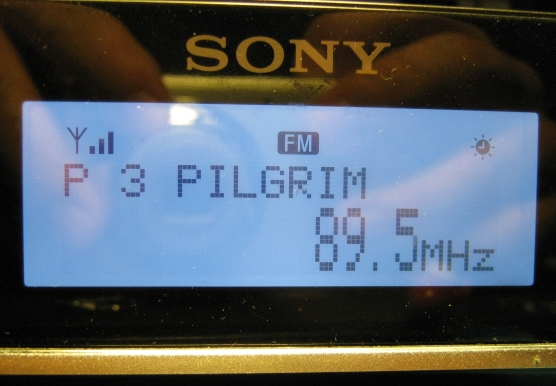 SONY
FM
P 3 PILGRIM
89.5MHz